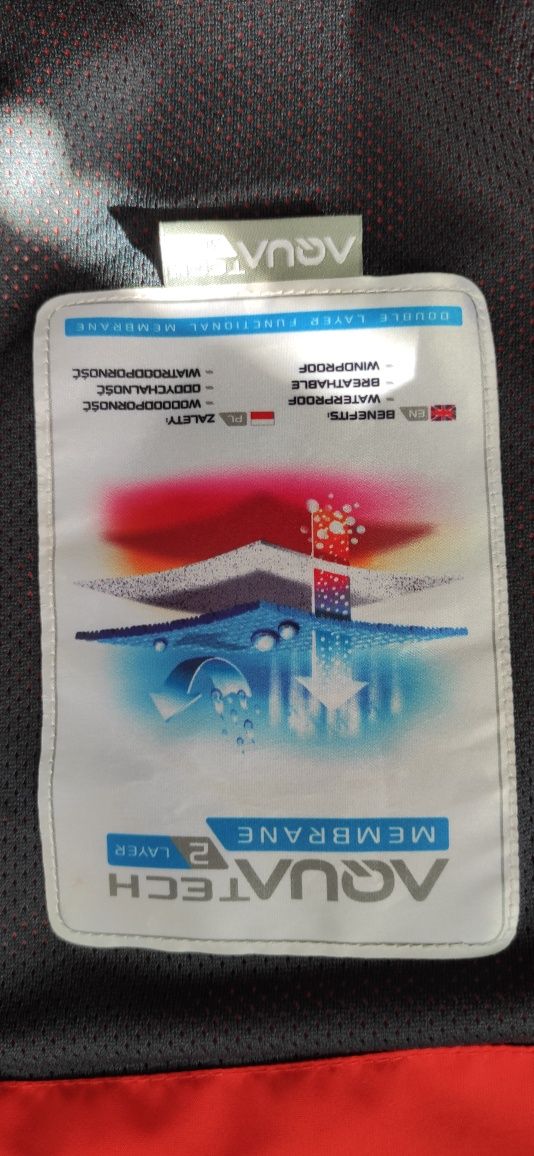 AQUATECH
MEMBRANE 2 LAYER
BENEFITS:
- WATERPROOF
- BREATHABLE
- WINDPROOF
ZALETY:
- WODOODPORNOŚĆ
- ODDYCHALNOŚĆ
- WIATROODPORNOŚĆ
EN
PL
DOUBLE LAYER FUNCTIONAL MEMBRANE
AQUATECH